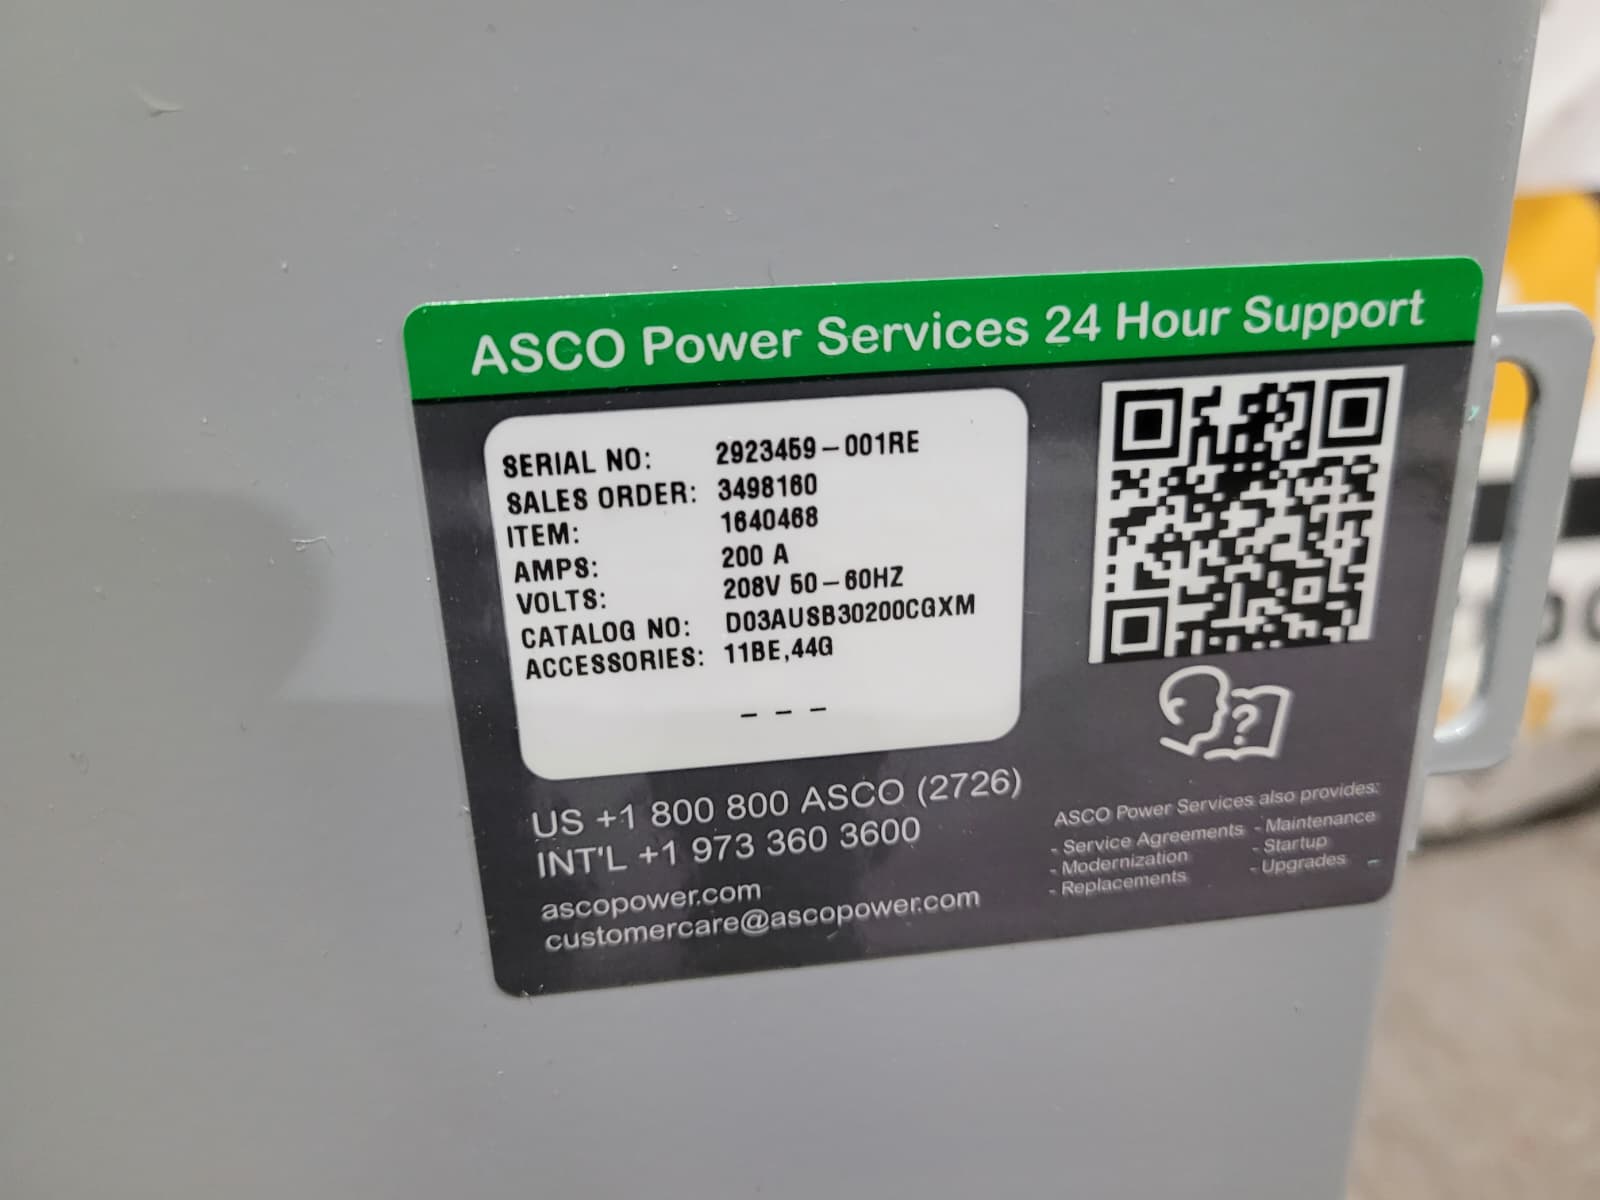 ASCO Power Services 24 Hour Support
SERIAL NO: 2923459-001RE
SALES ORDER: 3498160
ITEM: 1640468
AMPS: 200 A
VOLTS: 208V 50-60HZ
CATALOG NO: D03AUSB30200CGXM
ACCESSORIES: 11BE,44G
- - -
US +1 800 800 ASCO (2726)
INT'L +1 973 360 3600
ascopower.com
customercare@ascopower.com
?
ASCO Power Services also provides:
- Service Agreements - Maintenance
- Modernization - Startup
- Replacements - Upgrades